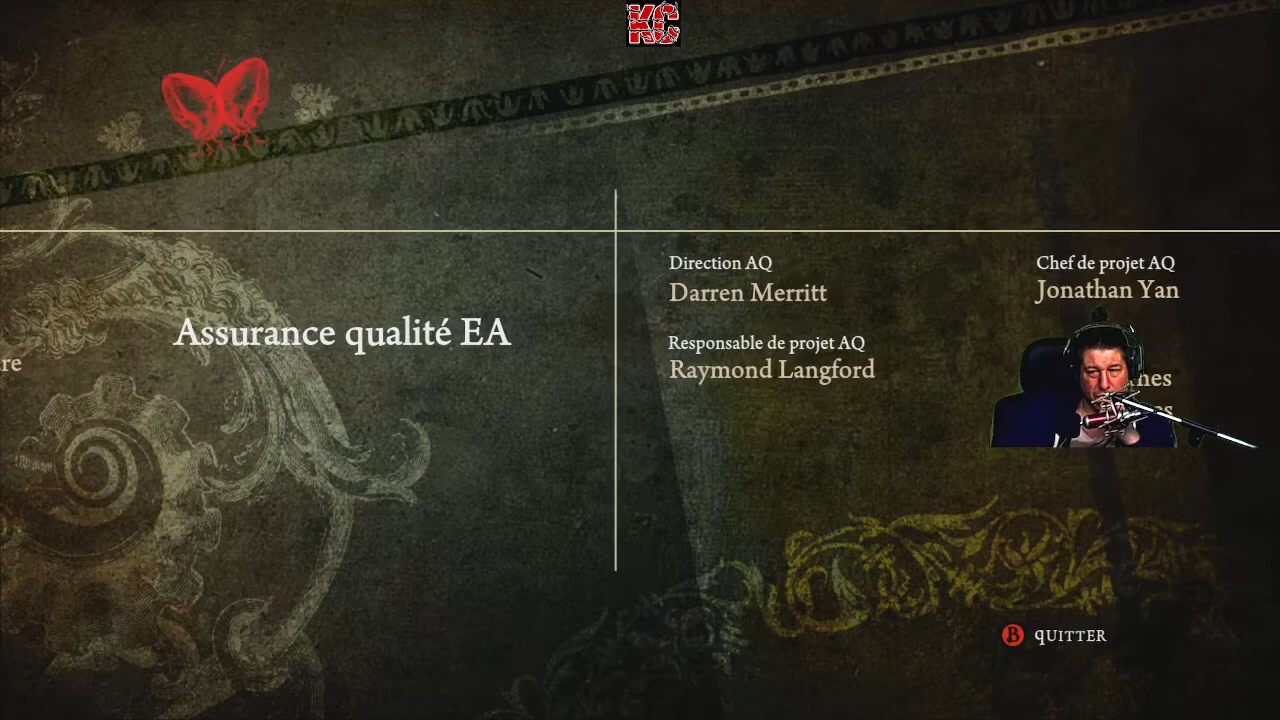 KC
Direction AQ
Darren Merritt
Chef de projet AQ
Jonathan Yan
Assurance qualité EA
Responsable de projet AQ
Raymond Langford
B QUITTER